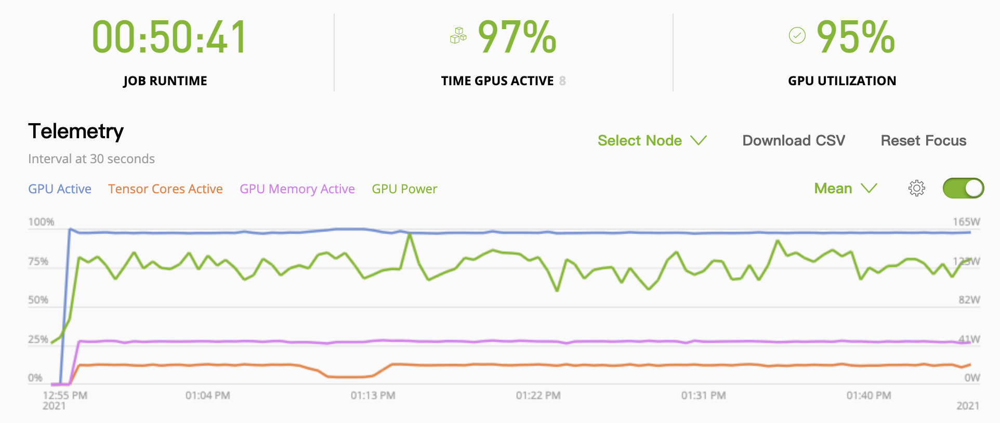 00:50:41
JOB RUNTIME
97%
TIME GPUS ACTIVE 8
95%
GPU UTILIZATION
Telemetry
Interval at 30 seconds
Select Node
Download CSV
Reset Focus
GPU Active
Tensor Cores Active
GPU Memory Active
GPU Power
Mean
100%
165W
75%
123W
50%
82W
25%
41W
0%
0W
12:55 PM
2021
01:04 PM
01:13 PM
01:22 PM
01:31 PM
01:40 PM
2021